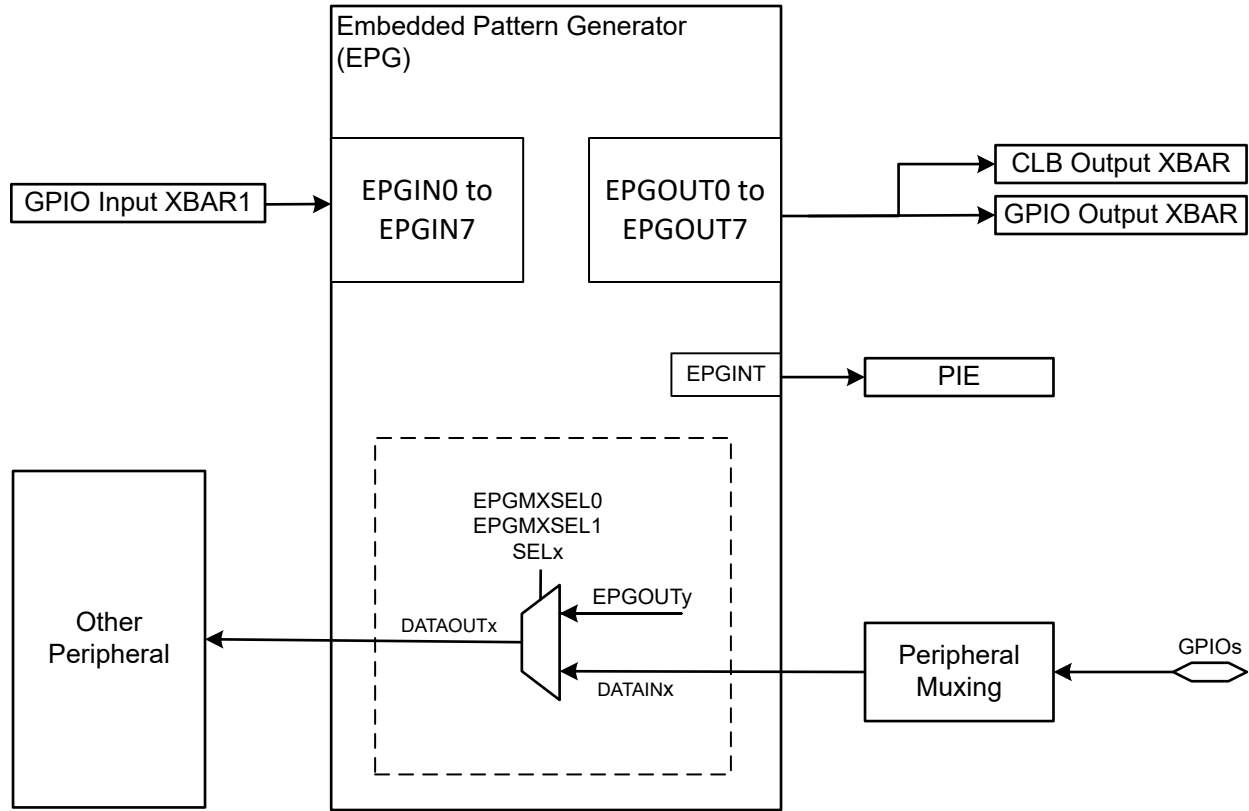 Embedded Pattern Generator
(EPG)
GPIO Input XBAR1
EPGIN0 to
EPGIN7
EPGOUT0 to
EPGOUT7
CLB Output XBAR
GPIO Output XBAR
EPGINT
PIE
EPGMXSEL0
EPGMXSEL1
SELx
EPGOUTy
DATAOUTx
DATAINx
Other
Peripheral
Peripheral
Muxing
GPIOs